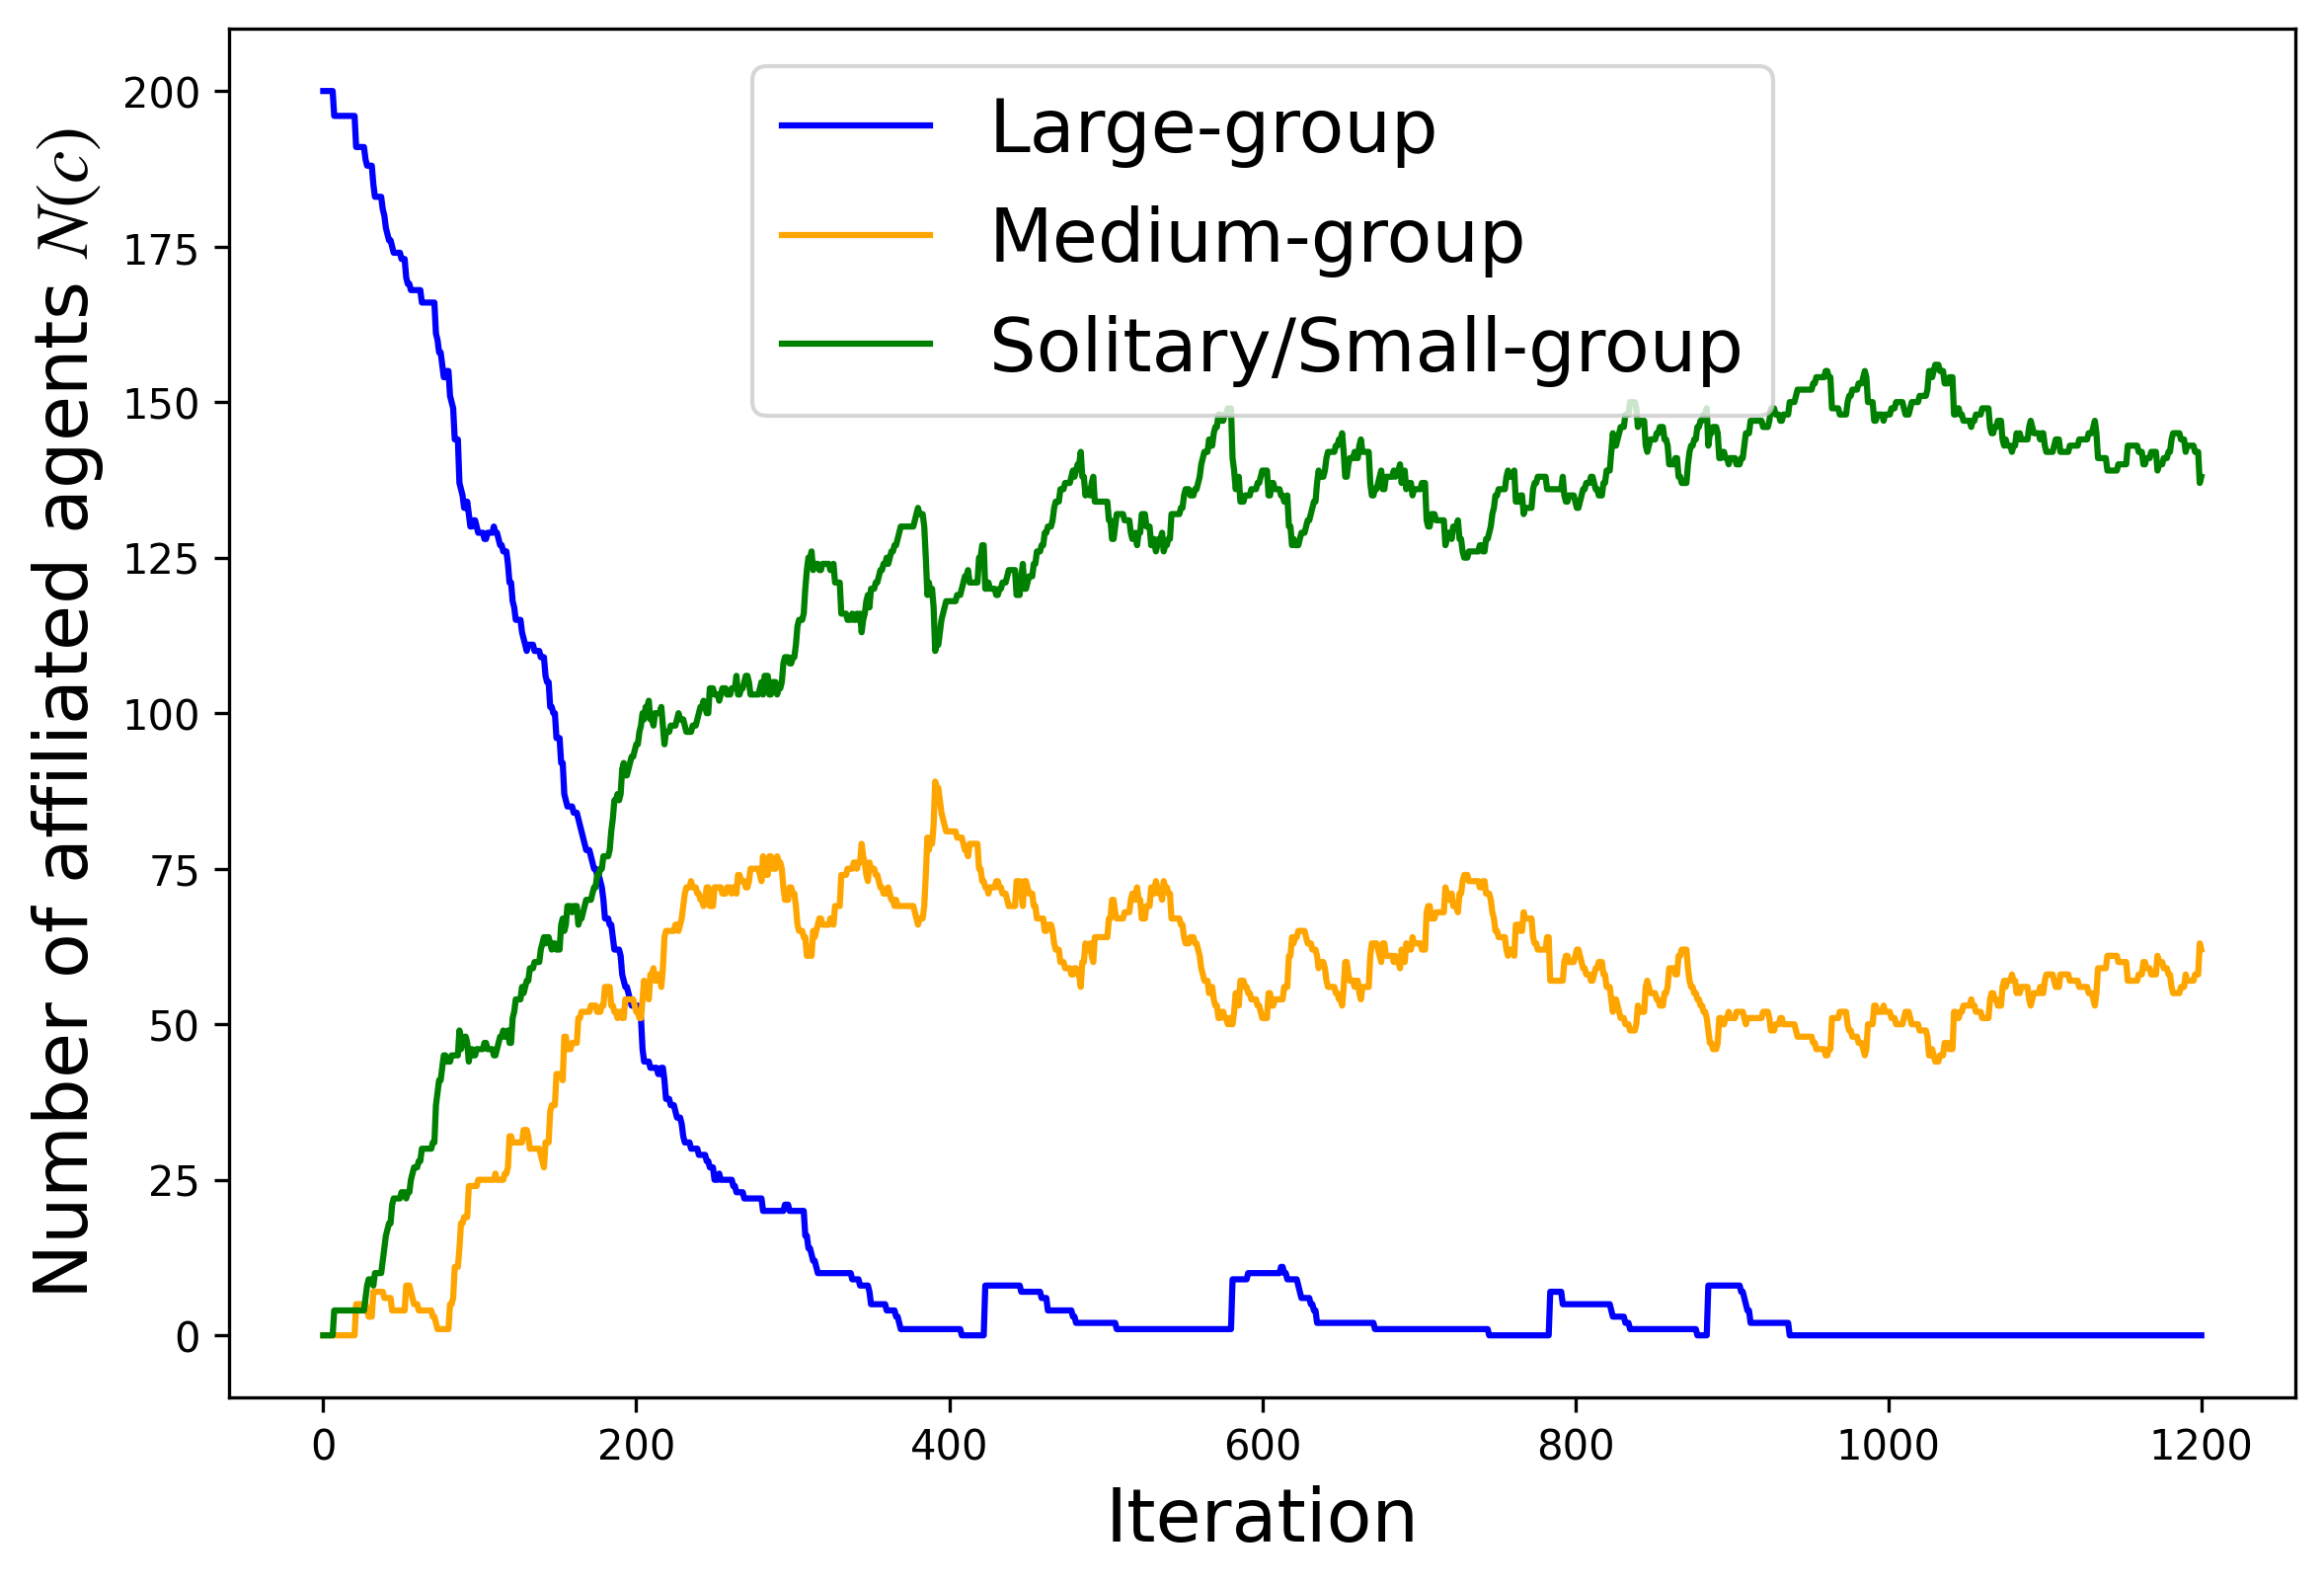 Number of affiliated agents N(c)
200
175
150
125
100
75
50
25
0
Large-group
Medium-group
Solitary/Small-group
0 200 400 600 800 1000 1200
Iteration